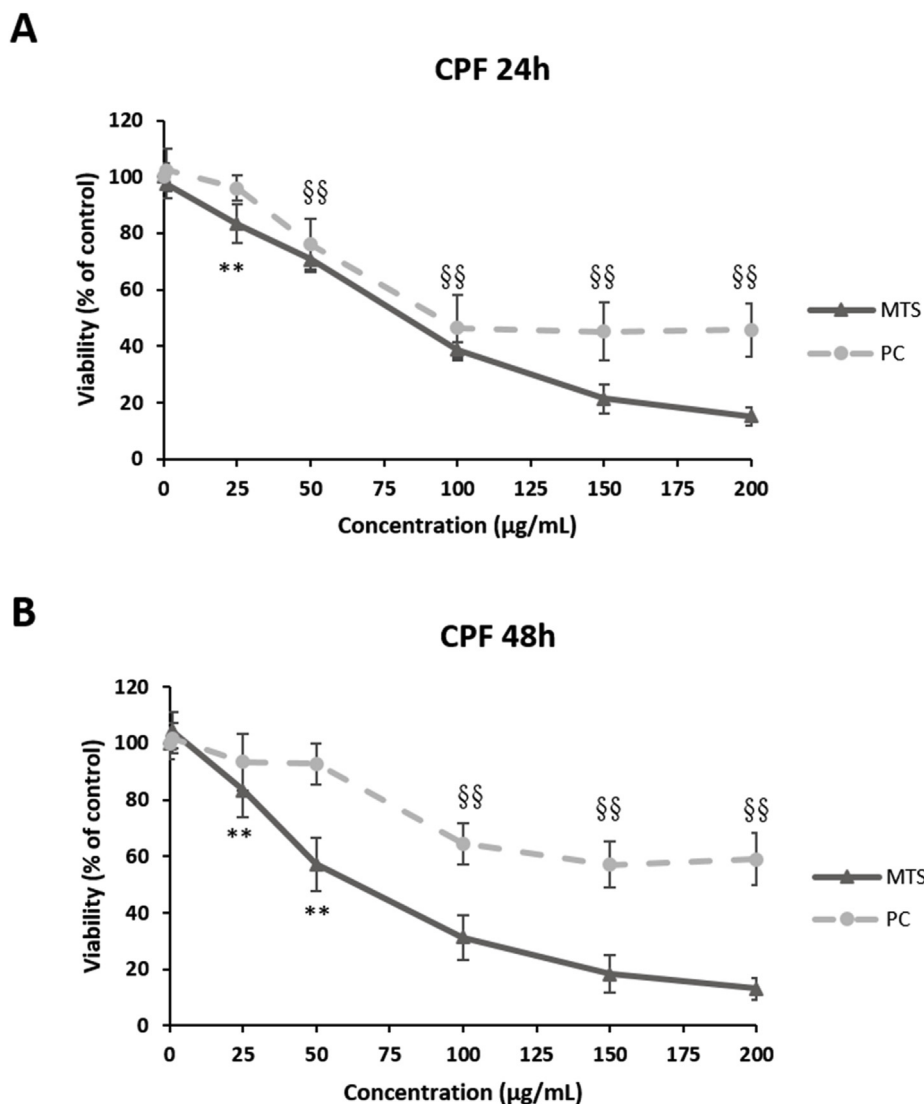 A
CPF 24h
Viability (% of control)
120
100
80
60
40
20
0
§§
§§
§§
§§
**
0 25 50 75 100 125 150 175 200
Concentration (µg/mL)
MTS
PC
B
CPF 48h
Viability (% of control)
120
100
80
60
40
20
0
§§
§§
§§
**
**
0 25 50 75 100 125 150 175 200
Concentration (µg/mL)
MTS
PC